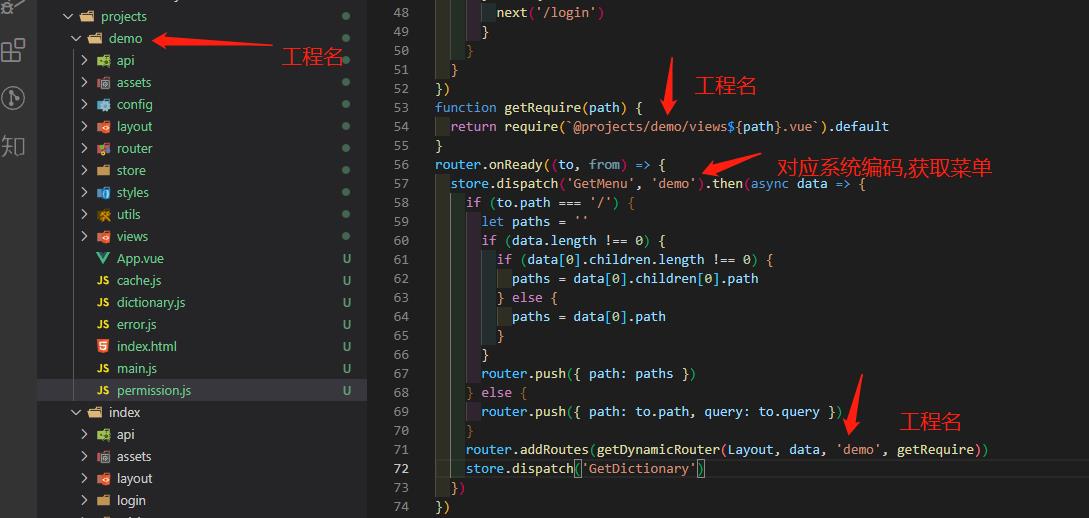 projects
demo
工程名
api
assets
config
layout
router
store
styles
utils
views
App.vue U
cache.js U
JS dictionary.js U
JS error.js U
index.html U
JS main.js U
JS permission.js U
index
api
assets
layout
login
知
48 next('/login')
49 }
50 }
51 }
52 })
53 function getRequire(path) {
工程名
54 return require(`@projects/demo/views${path}.vue`).default
55 }
56 router.onReady((to, from) => {
对应系统编码,获取菜单
57 store.dispatch('GetMenu', 'demo').then(async data => {
58 if (to.path === '/') {
59 let paths = ''
60 if (data.length !== 0) {
61 if (data[0].children.length !== 0) {
62 paths = data[0].children[0].path
63 } else {
64 paths = data[0].path
65 }
66 }
67 router.push({ path: paths })
68 } else {
69 router.push({ path: to.path, query: to.query })
工程名
70 }
71 router.addRoutes(getDynamicRouter(Layout, data, 'demo', getRequire))
72 store.dispatch('GetDictionary')
73 })
74 })